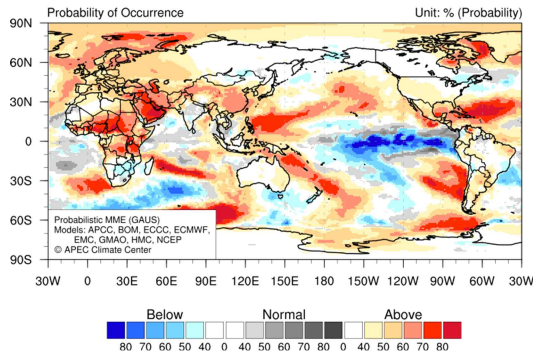 Probability of Occurrence
Unit: % (Probability)
90N
60N
30N
0
30S
60S
90S
Probabilistic MME (GAUS)
Models: APCC, BOM, ECCC, ECMWF,
EMC, GMAO, HMC, NCEP
© APEC Climate Center
30W 0 30E 60E 90E 120E 150E 180 150W 120W 90W 60W 30W
Below Normal Above
80 70 60 50 40 0 40 50 60 70 80 0 40 50 60 70 80